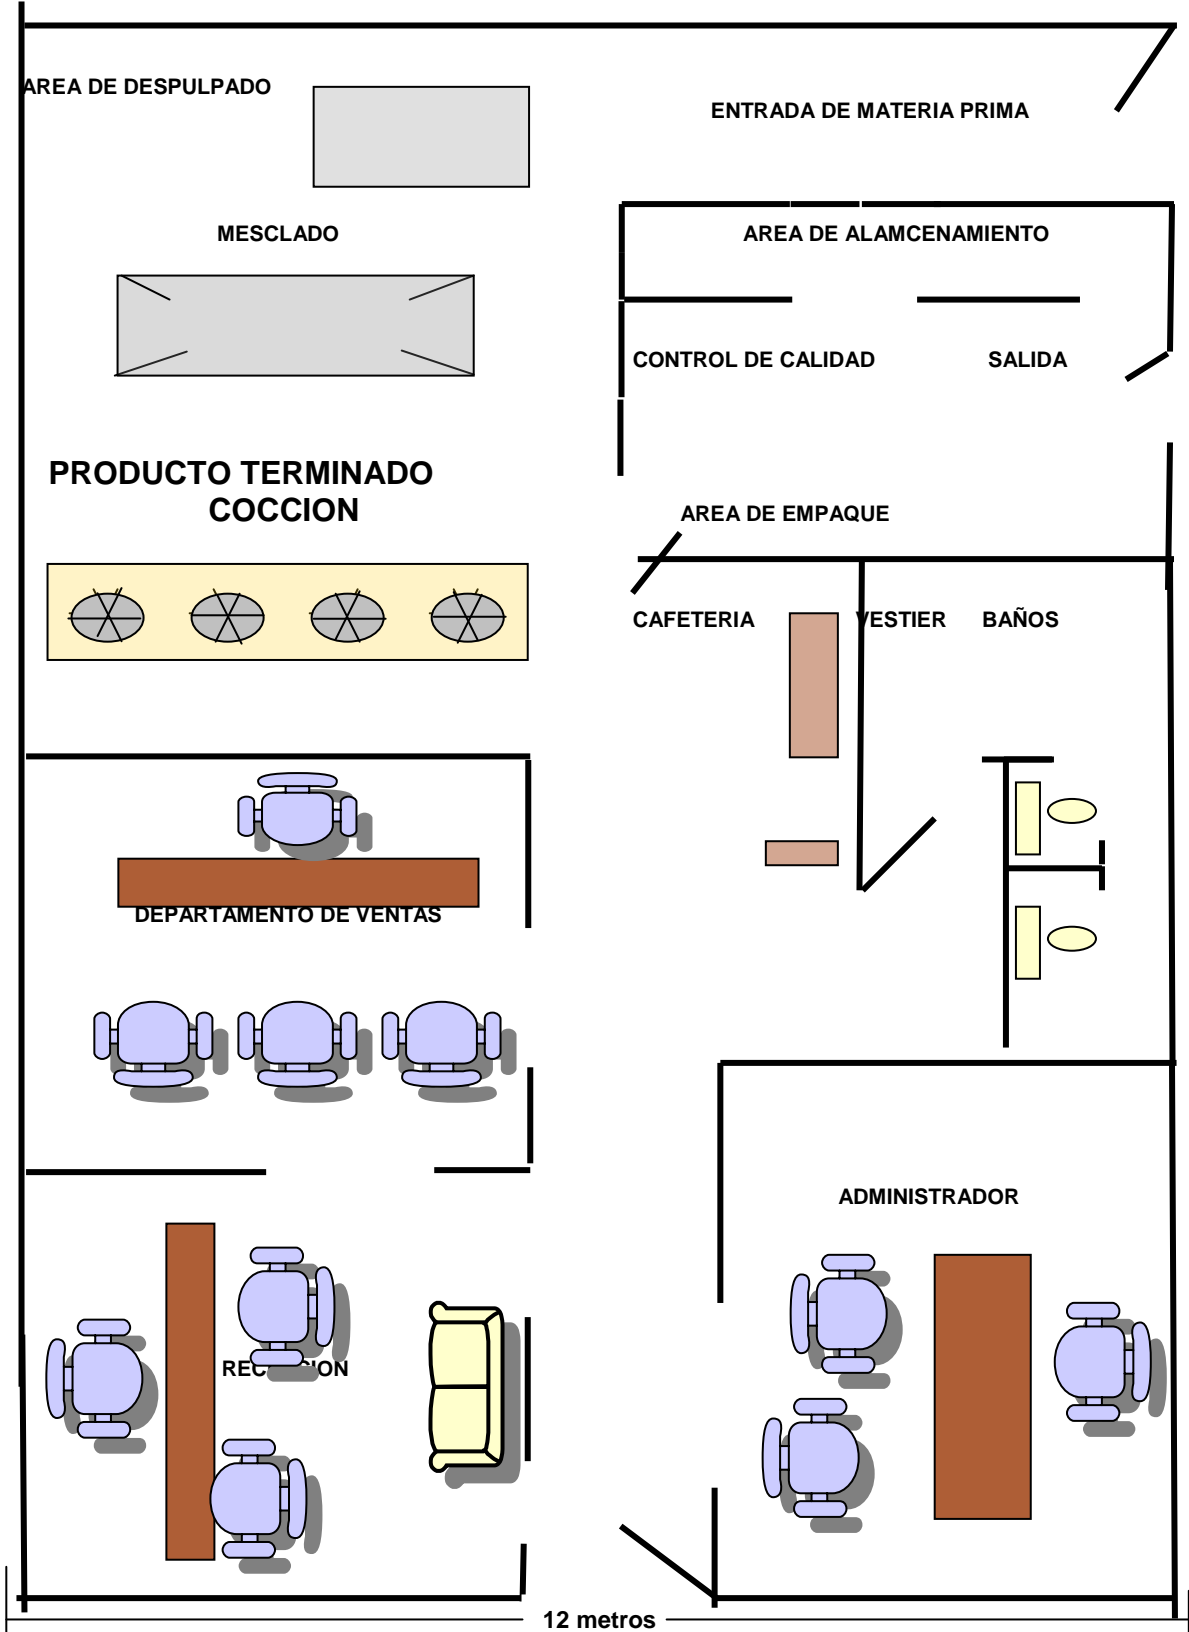 AREA DE DESPULPADO
ENTRADA DE MATERIA PRIMA
MESCLADO
AREA DE ALAMCENAMIENTO
CONTROL DE CALIDAD
SALIDA
PRODUCTO TERMINADO
COCCION
AREA DE EMPAQUE
CAFETERIA
VESTIER
BAÑOS
DEPARTAMENTO DE VENTAS
ADMINISTRADOR
12 metros